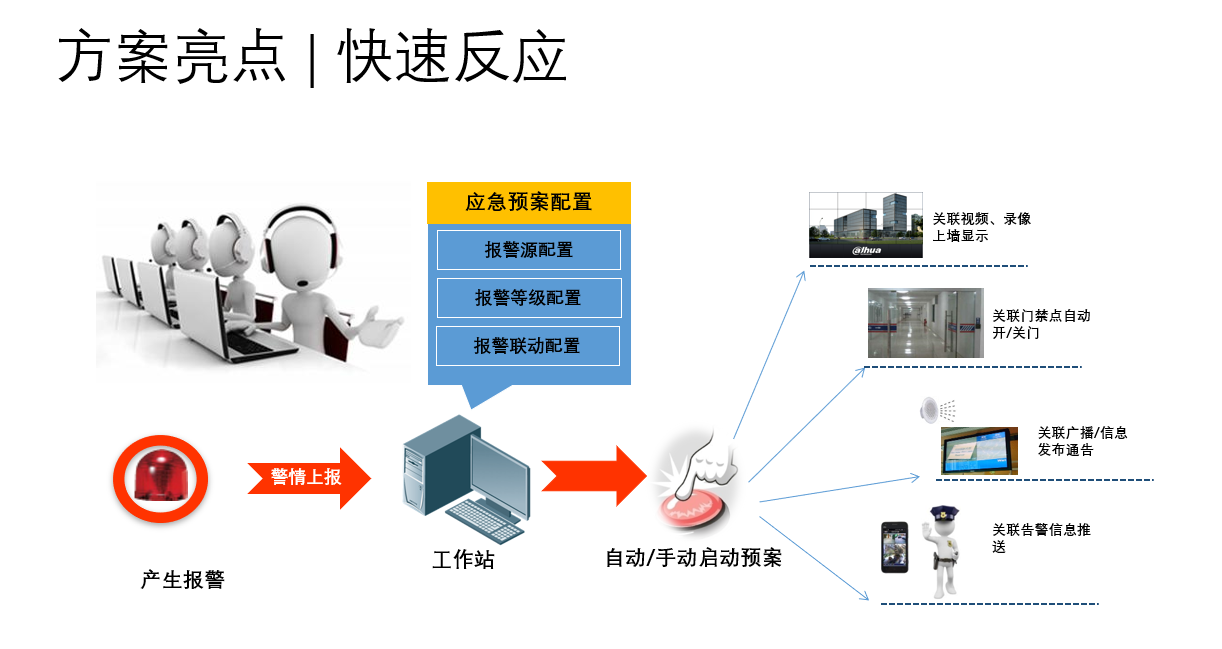 方案亮点 | 快速反应
应急预案配置
报警源配置
报警等级配置
报警联动配置
警情上报
产生报警
工作站
自动/手动启动预案
alhua
关联视频、录像
上墙显示
关联门禁点自动
开/关门
关联广播/信息
发布通告
关联告警信息推
送